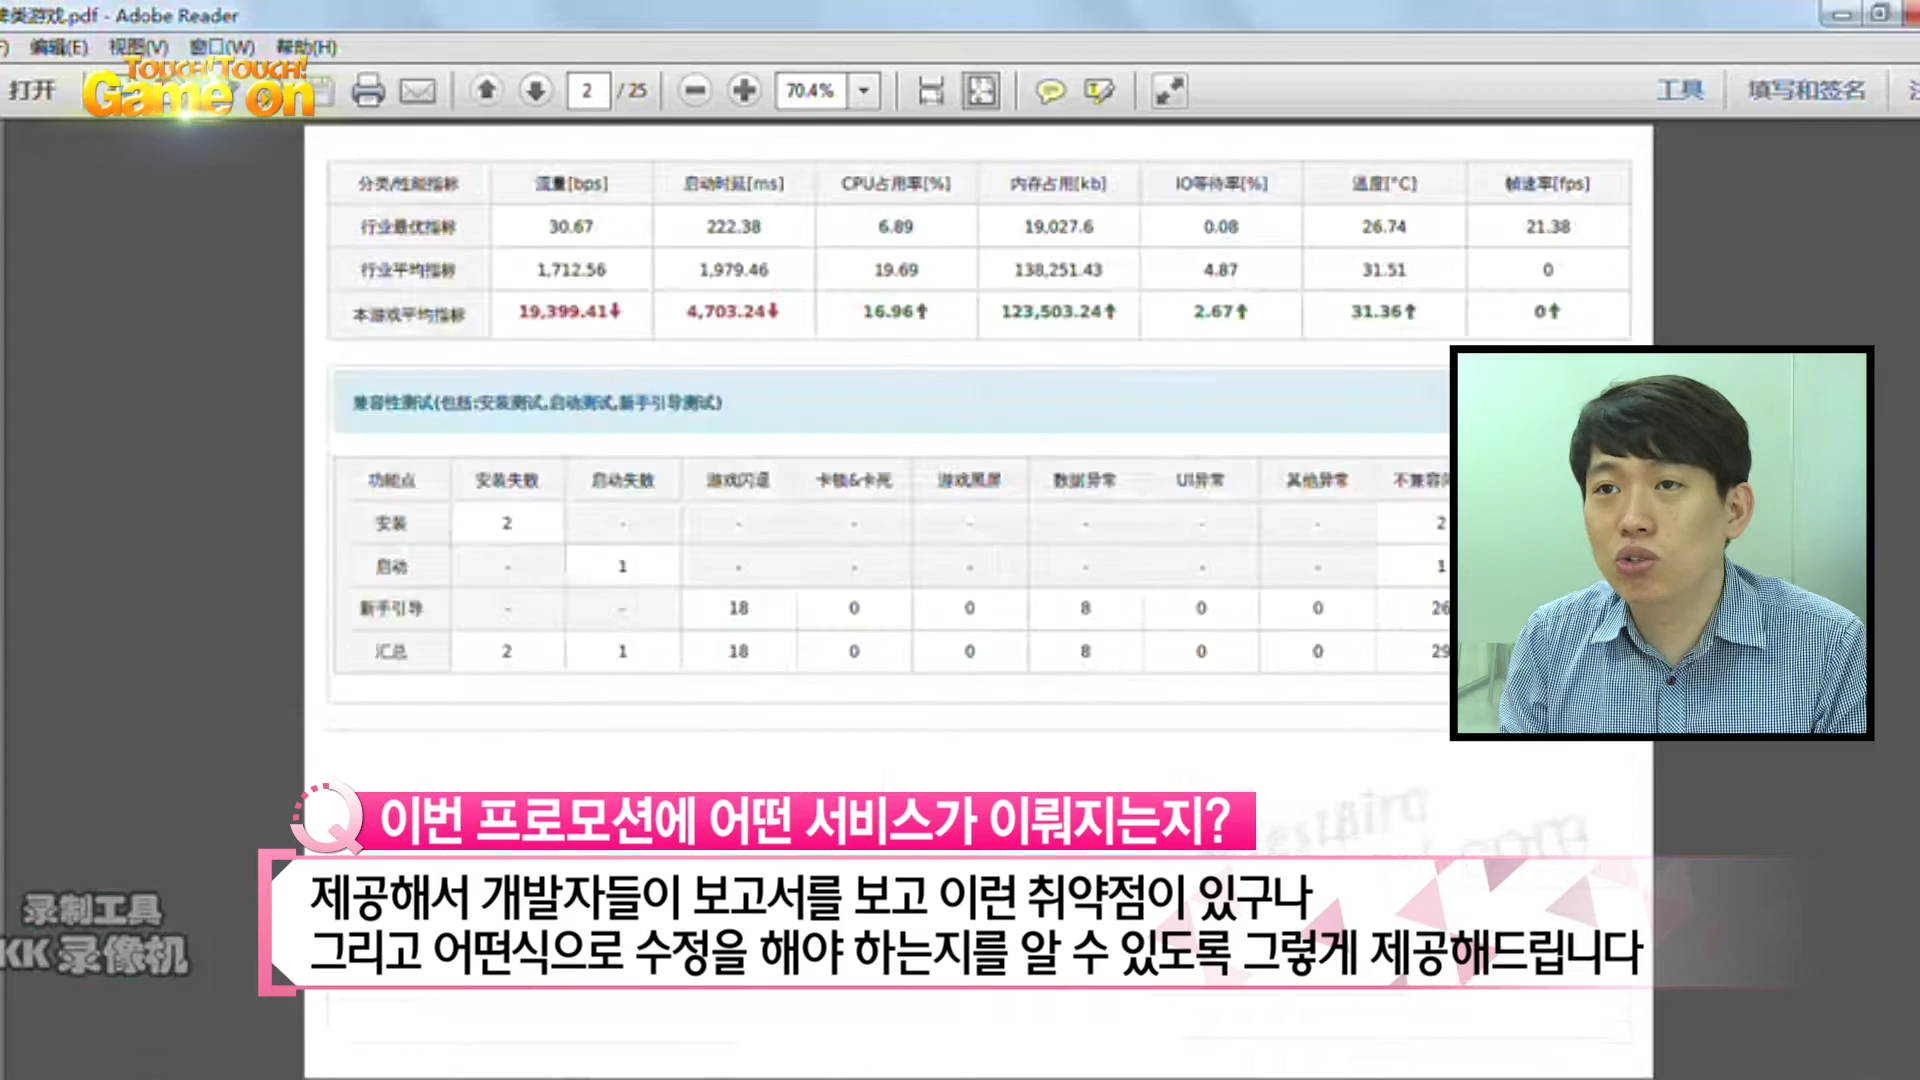 类游戏.pdf - Adobe Reader
编辑(E) 视图(V) 窗口(W) 帮助(H)
TOUCH! TOUCH!
Game on
打开 2 / 25 70.4% 工具 填写和签名
分类/性能指标 流量[bps] 启动时延[ms] CPU占用率[%] 内存占用[kb] IO等待率[%] 温度[°C] 帧速率[fps]
行业最优指标 30.67 222.38 6.89 19,027.6 0.08 26.74 21.38
行业平均指标 1,712.56 1,979.46 19.69 138,251.43 4.87 31.51 0
本游戏平均指标 19,399.41↓ 4,703.24↓ 16.96↑ 123,503.24↑ 2.67↑ 31.36↑ 0↑
兼容性测试(包括:安装测试,启动测试,新手引导测试)
功能点 安装失败 启动失败 游戏闪退 卡顿&卡死 游戏黑屏 数据异常 UI异常 其他异常 不兼容
安装 2 - - - - - - - 2
启动 - 1 - - - - - - 1
新手引导 - - 18 0 0 8 0 0 26
汇总 2 1 18 0 0 8 0 0 29
Q 이번 프로모션에 어떤 서비스가 이뤄지는지?
제공해서 개발자들이 보고서를 보고 이런 취약점이 있구나
그리고 어떤식으로 수정을 해야 하는지를 알 수 있도록 그렇게 제공해드립니다
录制工具
KK 录像机